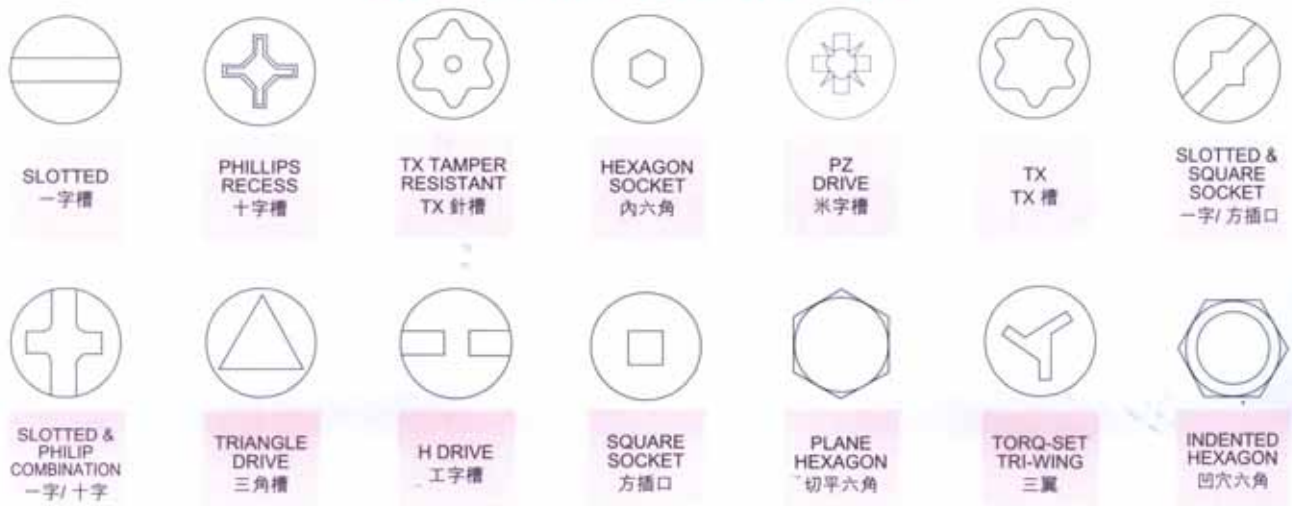 SLOTTED
一字槽
PHILLIPS
RECESS
十字槽
TX TAMPER
RESISTANT
TX 針槽
HEXAGON
SOCKET
內六角
PZ
DRIVE
米字槽
TX
TX 槽
SLOTTED &
SQUARE
SOCKET
一字/ 方插口
SLOTTED &
PHILIP
COMBINATION
一字/ 十字
TRIANGLE
DRIVE
三角槽
H DRIVE
工字槽
SQUARE
SOCKET
方插口
PLANE
HEXAGON
切平六角
TORQ-SET
TRI-WING
三翼
INDENTED
HEXAGON
凹穴六角